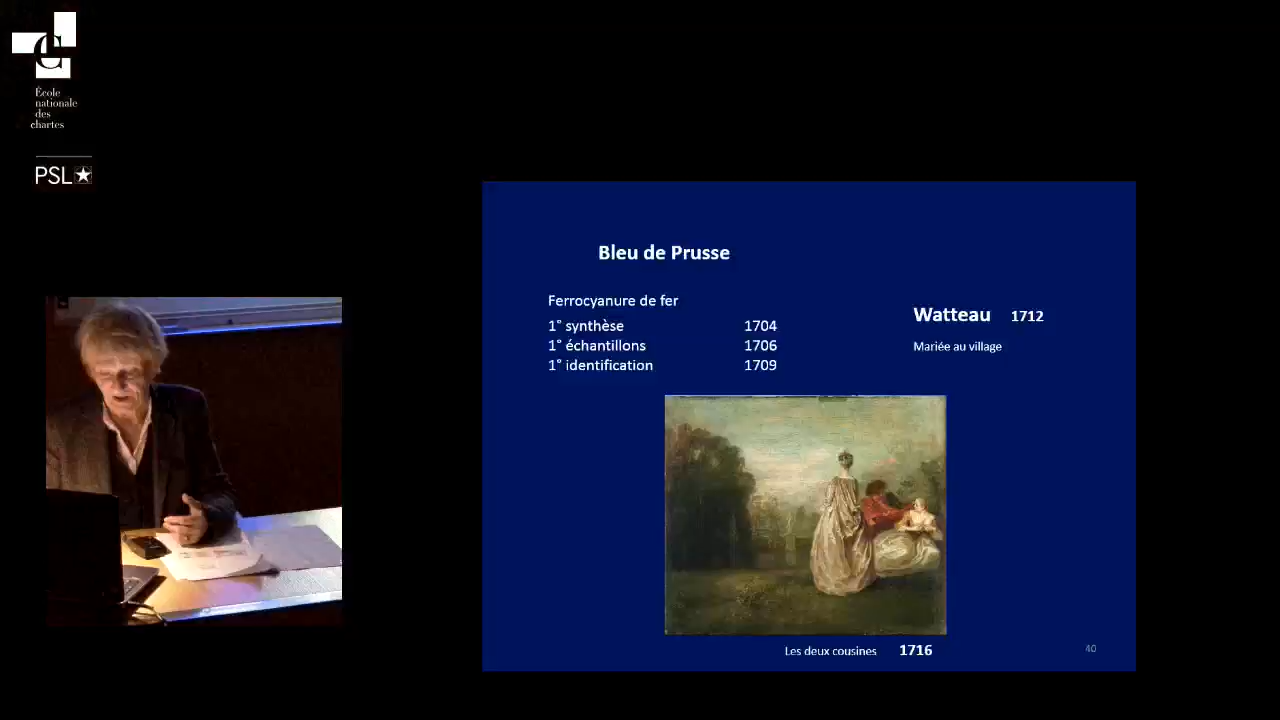 École
nationale
des
chartes
PSL
Bleu de Prusse
Ferrocyanure de fer
1° synthèse 1704
1° échantillons 1706
1° identification 1709
Watteau 1712
Mariée au village
Les deux cousines 1716
40